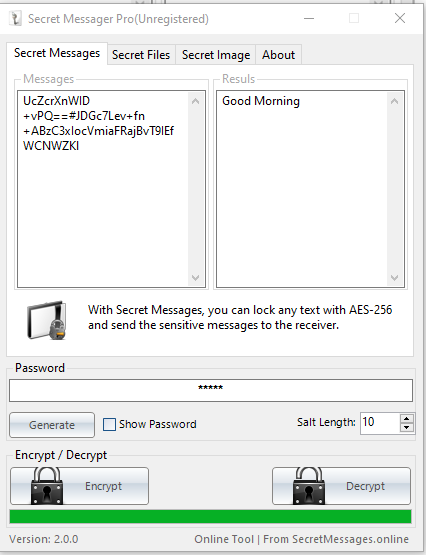 Secret Messager Pro(Unregistered)
Secret Messages Secret Files Secret Image About
Messages
UcZcrXnWID
+vPQ==#JDGc7Lev+fn
+ABzC3xlocVmiaFRajBvT9lEf
WCNWZKI
Resuls
Good Morning
With Secret Messages, you can lock any text with AES-256
and send the sensitive messages to the receiver.
Password
*****
Generate Show Password Salt Length: 10
Encrypt / Decrypt
Encrypt Decrypt
Version: 2.0.0 Online Tool | From SecretMessages.online